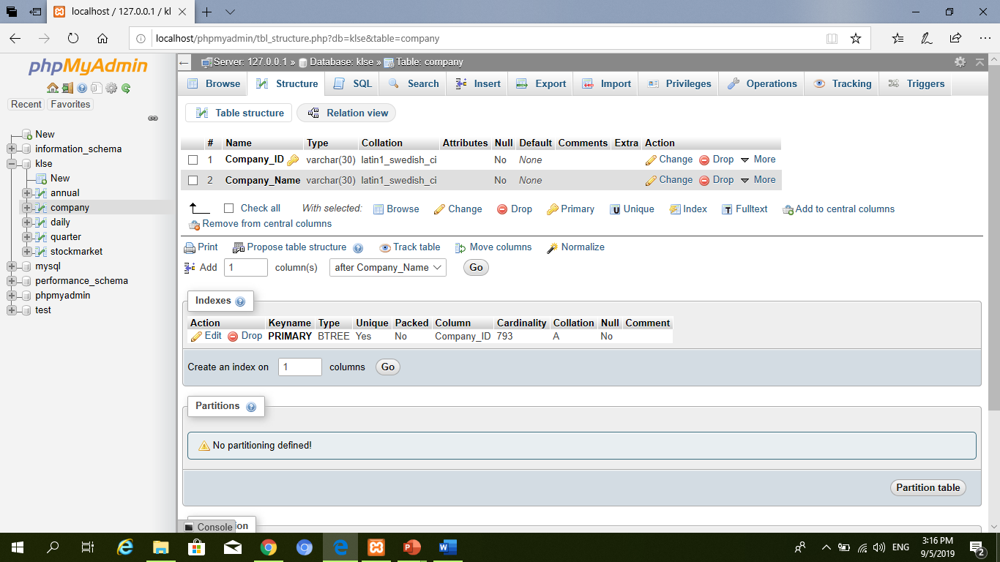 localhost / 127.0.0.1 / kl
localhost/phpmyadmin/tbl_structure.php?db=klse&table=company
phpMyAdmin
Recent Favorites
New
information_schema
klse
New
annual
company
daily
quarter
stockmarket
mysql
performance_schema
phpmyadmin
test
Server: 127.0.0.1 » Database: klse » Table: company
Browse Structure SQL Search Insert Export Import Privileges Operations Tracking Triggers
Table structure Relation view
# Name Type Collation Attributes Null Default Comments Extra Action
1 Company_ID varchar(30) latin1_swedish_ci No None Change Drop More
2 Company_Name varchar(30) latin1_swedish_ci No None Change Drop More
Check all With selected: Browse Change Drop Primary Unique Index Fulltext Add to central columns
Remove from central columns
Print Propose table structure Track table Move columns Normalize
Add 1 column(s) after Company_Name Go
Indexes
Action Keyname Type Unique Packed Column Cardinality Collation Null Comment
Edit Drop PRIMARY BTREE Yes No Company_ID 793 A No
Create an index on 1 columns Go
Partitions
No partitioning defined!
Partition table
Console ion
ENG
3:16 PM
9/5/2019
2